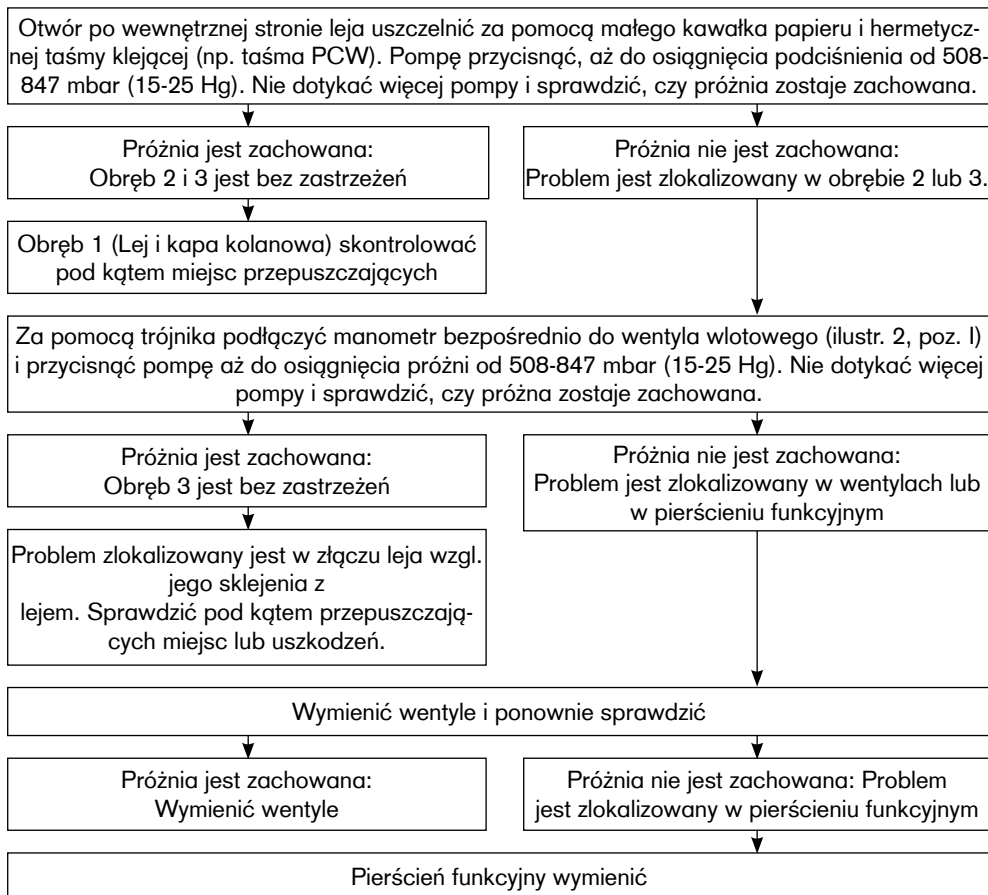 Otwór po wewnętrznej stronie leja uszczelnić za pomocą małego kawałka papieru i hermetycz-
nej taśmy klejącej (np. taśma PCW). Pompę przycisnąć, aż do osiągnięcia podciśnienia od 508-
847 mbar (15-25 Hg). Nie dotykać więcej pompy i sprawdzić, czy próżnia zostaje zachowana.
Próżnia jest zachowana:
Obręb 2 i 3 jest bez zastrzeżeń
Próżnia nie jest zachowana:
Problem jest zlokalizowany w obrębie 2 lub 3.
Obręb 1 (Lej i kapa kolanowa) skontrolować
pod kątem miejsc przepuszczających
Za pomocą trójnika podłączyć manometr bezpośrednio do wentyla wlotowego (ilustr. 2, poz. I)
i przycisnąć pompę aż do osiągnięcia próżni od 508-847 mbar (15-25 Hg). Nie dotykać więcej
pompy i sprawdzić, czy próżna zostaje zachowana.
Próżnia jest zachowana:
Obręb 3 jest bez zastrzeżeń
Próżnia nie jest zachowana:
Problem jest zlokalizowany w wentylach lub
w pierścieniu funkcyjnym
Problem zlokalizowany jest w złączu leja wzgl.
jego sklejenia z
lejem. Sprawdzić pod kątem przepuszczają-
cych miejsc lub uszkodzeń.
Wymienić wentyle i ponownie sprawdzić
Próżnia jest zachowana:
Wymienić wentyle
Próżnia nie jest zachowana: Problem
jest zlokalizowany w pierścieniu funkcyjnym
Pierścień funkcyjny wymienić